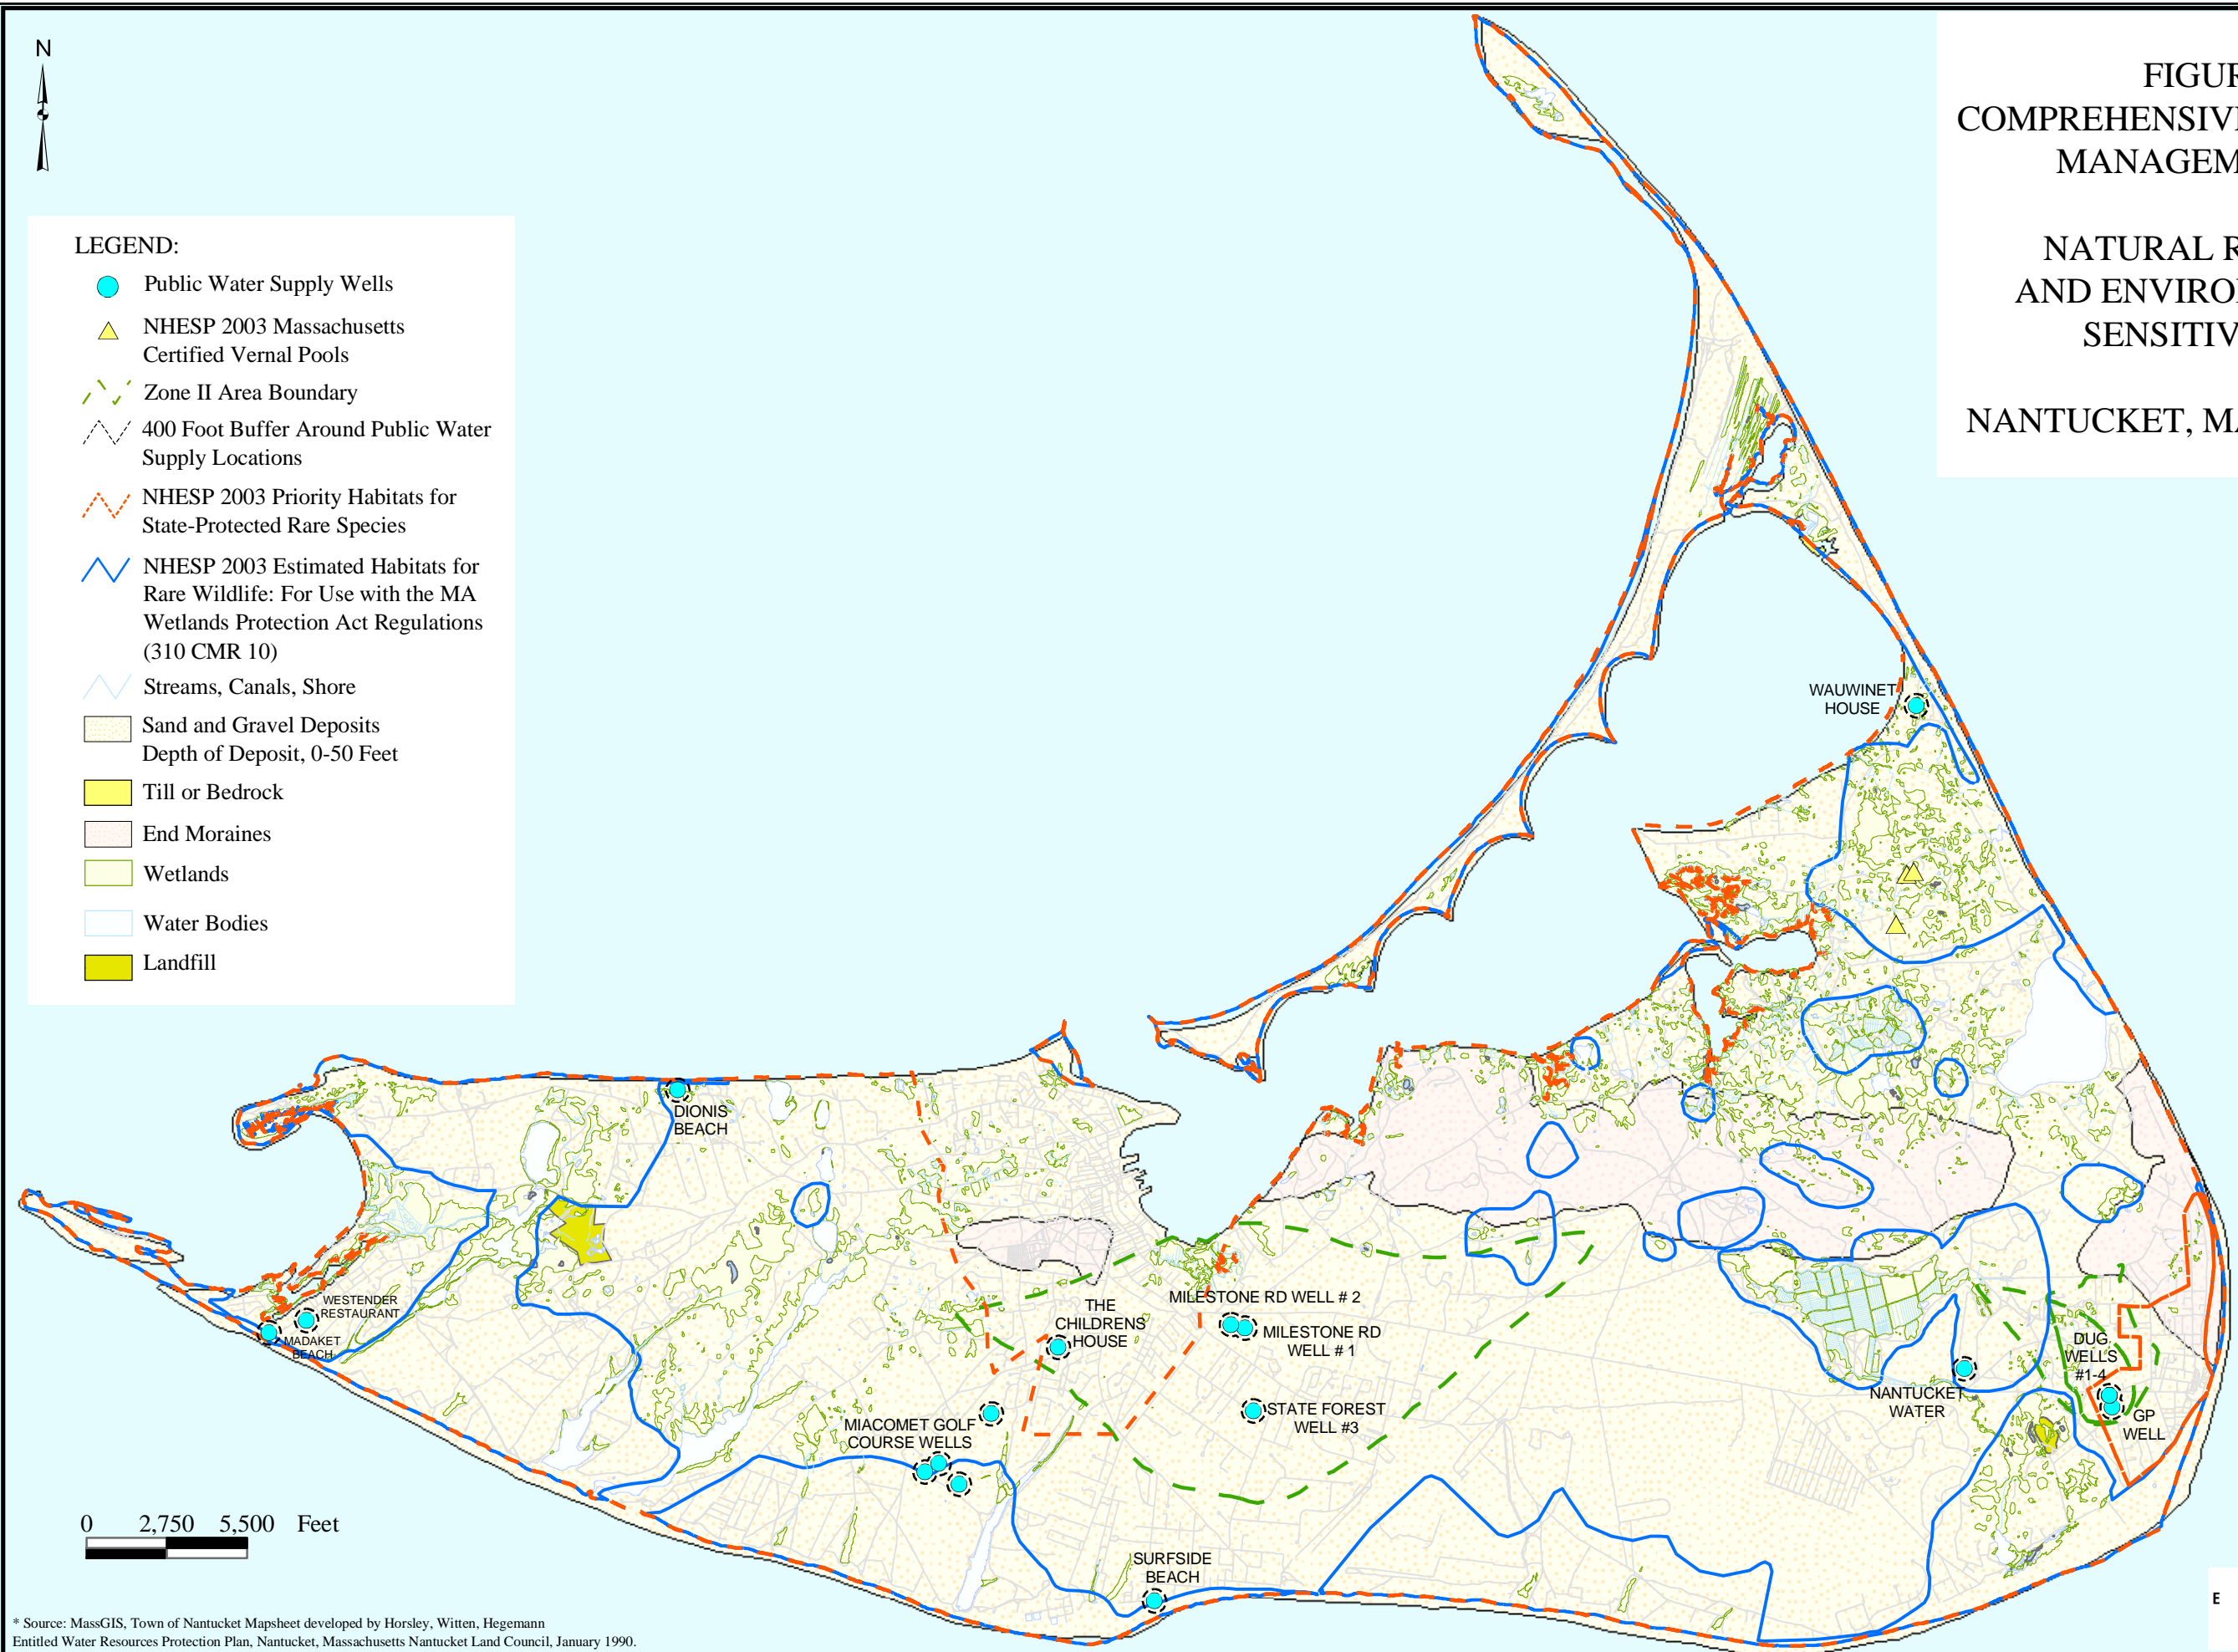 N
FIGUR
COMPREHENSIV
MANAGEM
NATURAL R
AND ENVIRO
SENSITIV
NANTUCKET, MA
LEGEND:
Public Water Supply Wells
NHESP 2003 Massachusetts
Certified Vernal Pools
Zone II Area Boundary
400 Foot Buffer Around Public Water
Supply Locations
NHESP 2003 Priority Habitats for
State-Protected Rare Species
NHESP 2003 Estimated Habitats for
Rare Wildlife: For Use with the MA
Wetlands Protection Act Regulations
(310 CMR 10)
Streams, Canals, Shore
Sand and Gravel Deposits
Depth of Deposit, 0-50 Feet
Till or Bedrock
End Moraines
Wetlands
Water Bodies
Landfill
WAUWINET
HOUSE
DIONIS
BEACH
WESTENDER
RESTAURANT
MADAKET
BEACH
THE
CHILDRENS
HOUSE
MILESTONE RD WELL # 2
MILESTONE RD
WELL # 1
STATE FOREST
WELL #3
MIACOMET GOLF
COURSE WELLS
NANTUCKET
WATER
DUG
WELLS
#1-4
GP
WELL
SURFSIDE
BEACH
0 2,750 5,500 Feet
* Source: MassGIS, Town of Nantucket Mapsheet developed by Horsley, Witten, Hegemann
Entitled Water Resources Protection Plan, Nantucket, Massachusetts Nantucket Land Council, January 1990.
E